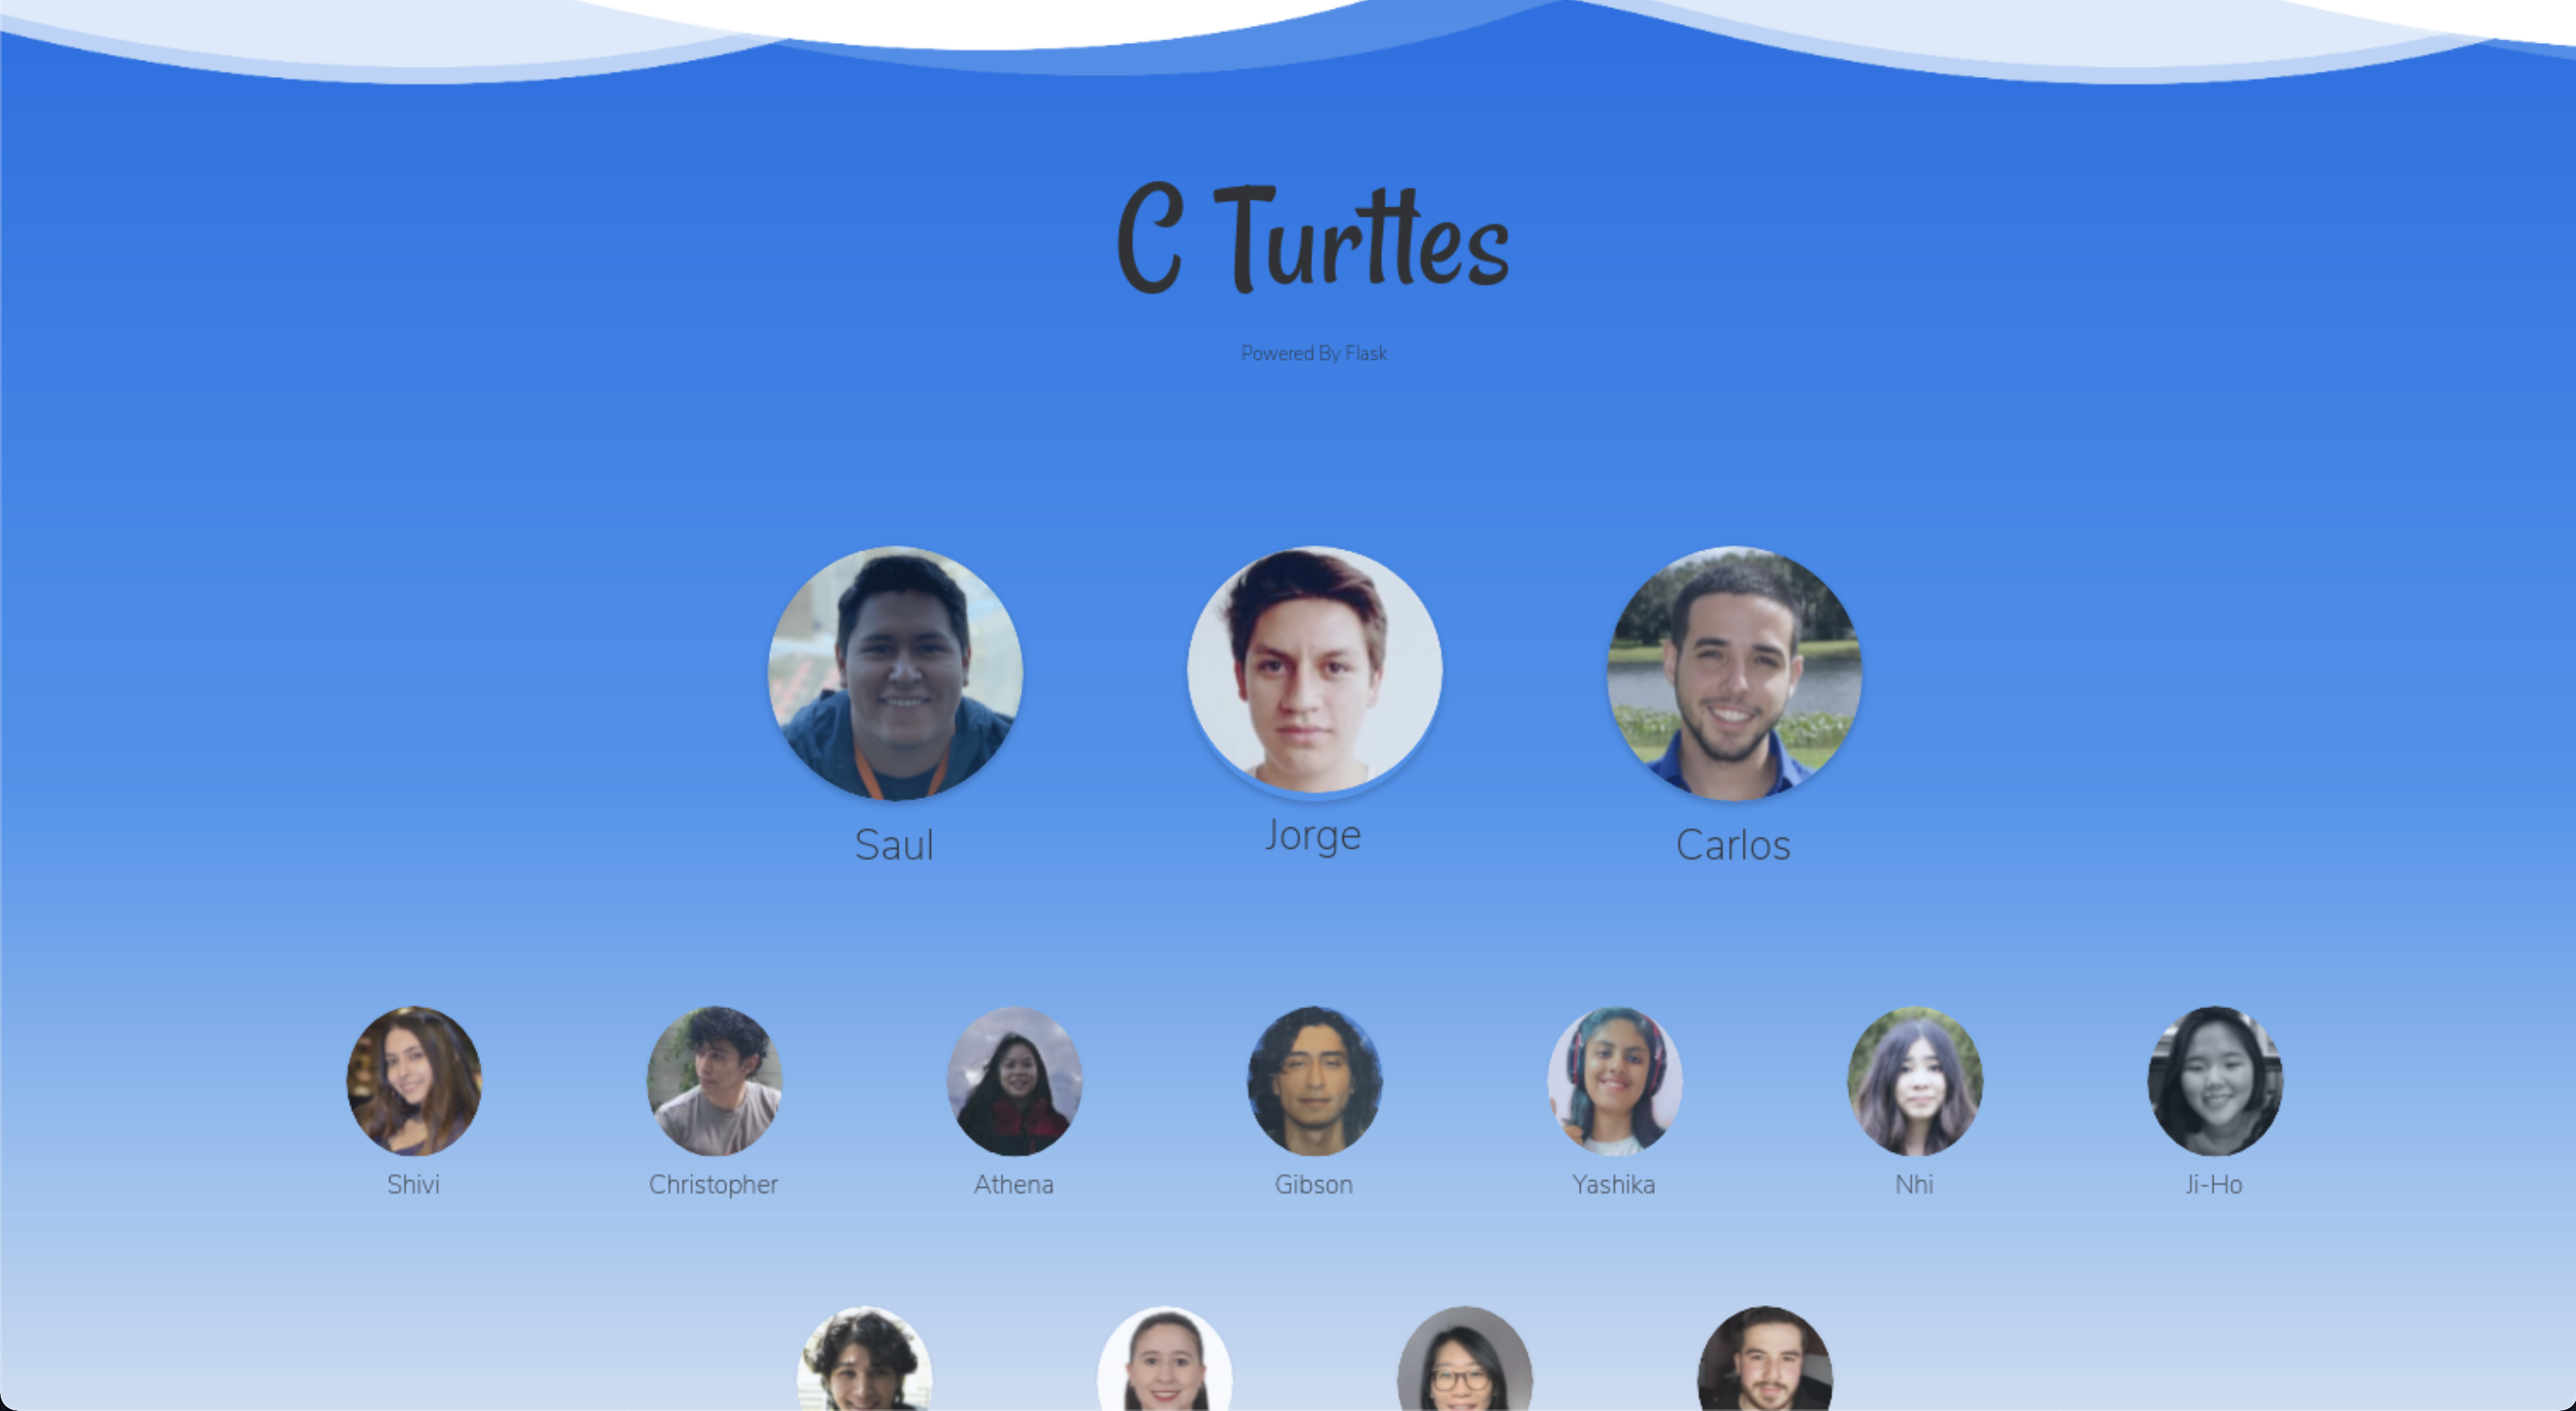 C Turtles
Powered By Flask
Saul
Jorge
Carlos
Shivi
Christopher
Athena
Gibson
Yashika
Nhi
Ji-Ho